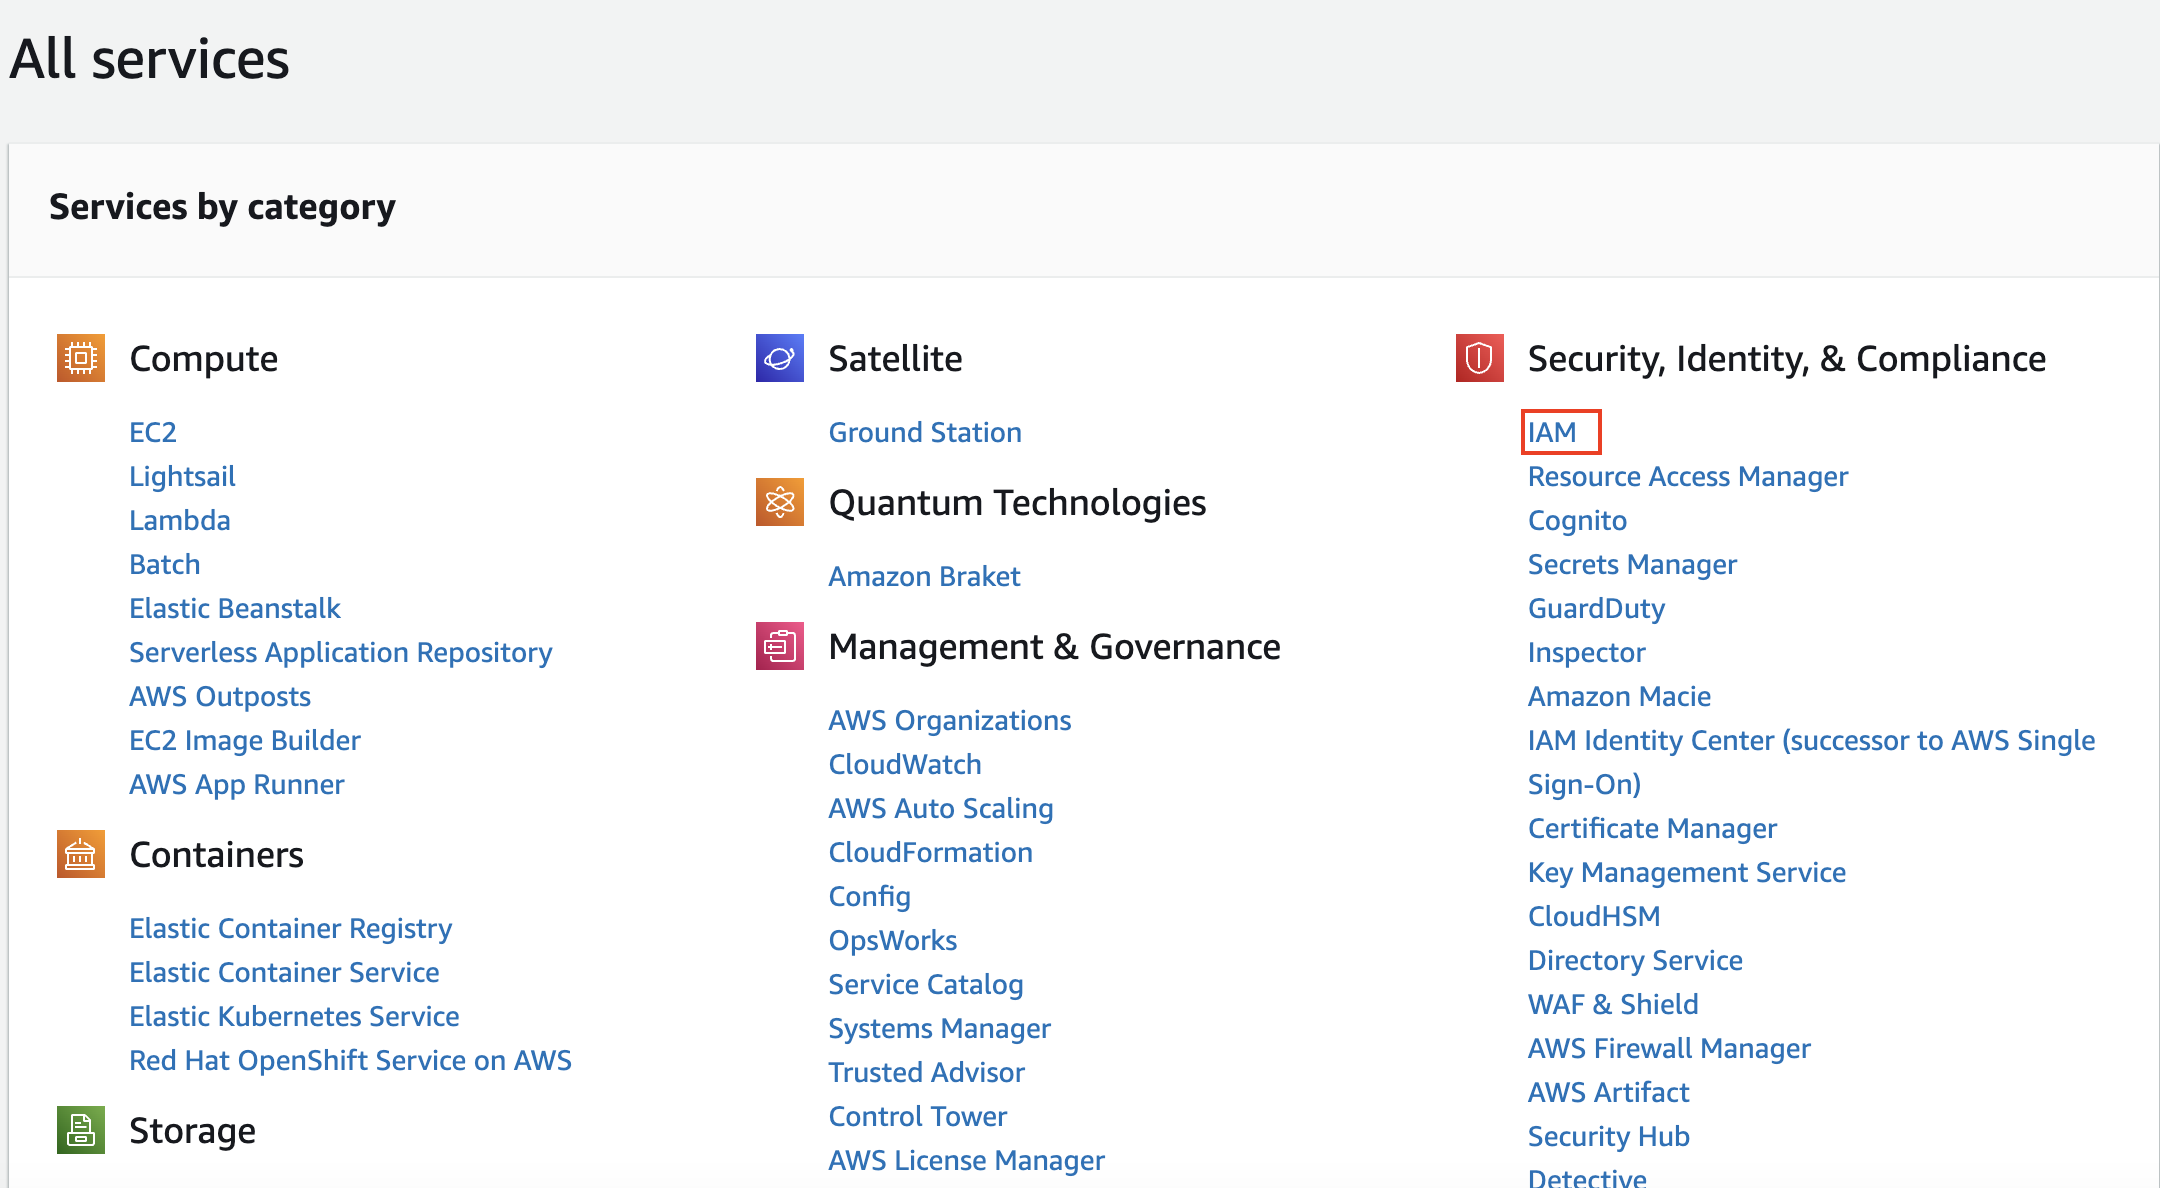 All services
Services by category
Compute
EC2
Lightsail
Lambda
Batch
Elastic Beanstalk
Serverless Application Repository
AWS Outposts
EC2 Image Builder
AWS App Runner
Containers
Elastic Container Registry
Elastic Container Service
Elastic Kubernetes Service
Red Hat OpenShift Service on AWS
Storage
Satellite
Ground Station
Quantum Technologies
Amazon Braket
Management & Governance
AWS Organizations
CloudWatch
AWS Auto Scaling
CloudFormation
Config
OpsWorks
Service Catalog
Systems Manager
Trusted Advisor
Control Tower
AWS License Manager
Security, Identity, & Compliance
IAM
Resource Access Manager
Cognito
Secrets Manager
GuardDuty
Inspector
Amazon Macie
IAM Identity Center (successor to AWS Single
Sign-On)
Certificate Manager
Key Management Service
CloudHSM
Directory Service
WAF & Shield
AWS Firewall Manager
AWS Artifact
Security Hub
Detective